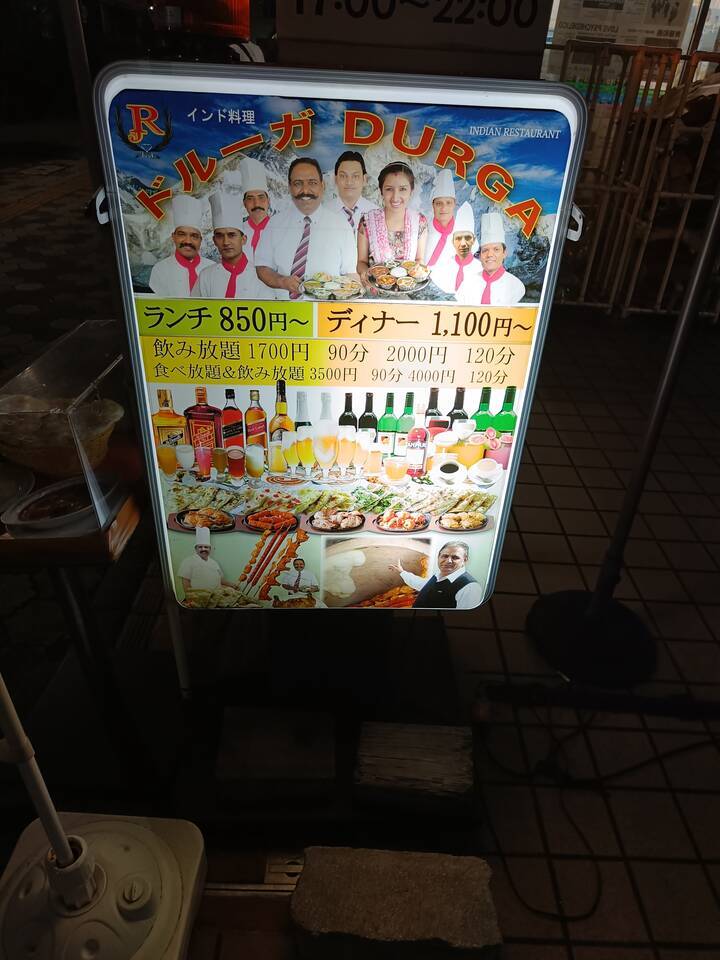 17:00～22:00
LOVE PSYCHEDELICO
JR
インド料理
INDIAN RESTAURANT
ドルーガ DURGA
ランチ 850円～ ディナー 1,100円～
飲み放題 1700円 90分 2000円 120分
食べ放題&飲み放題 3500円 90分 4000円 120分